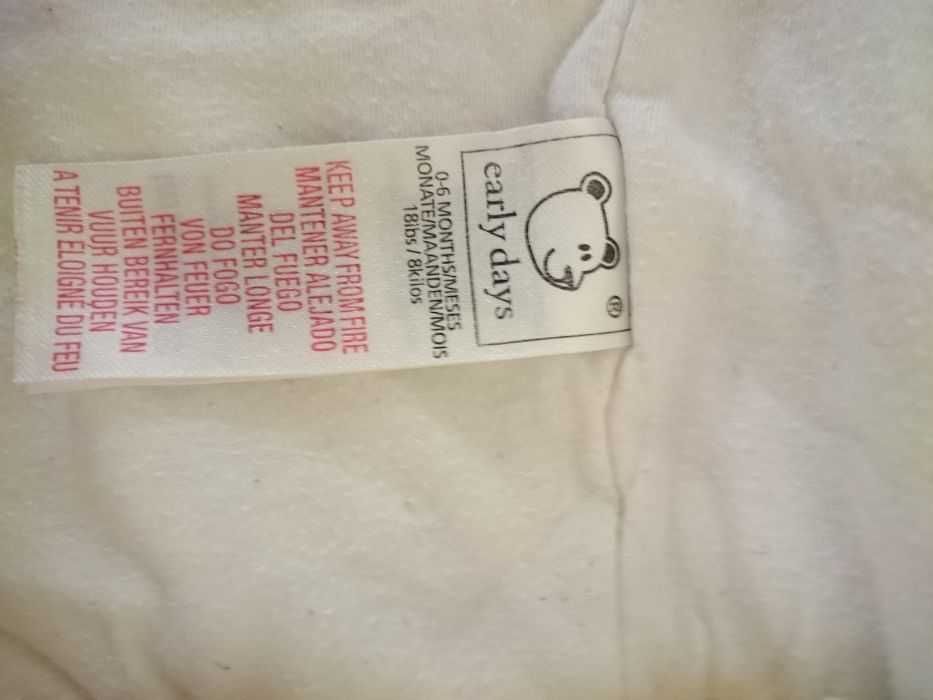 ®
early days
0-6 MONTHS/MESES
MONATE/MAANDEN/MOIS
18lbs / 8kilos
KEEP AWAY FROM FIRE
MANTENER ALEJADO
DEL FUEGO
MANTER LONGE
DO FOGO
VON FEUER
FERNHALTEN
BUITEN BEREIK VAN
VUUR HOUDEN
A TENIR ELOIGNE DU FEU